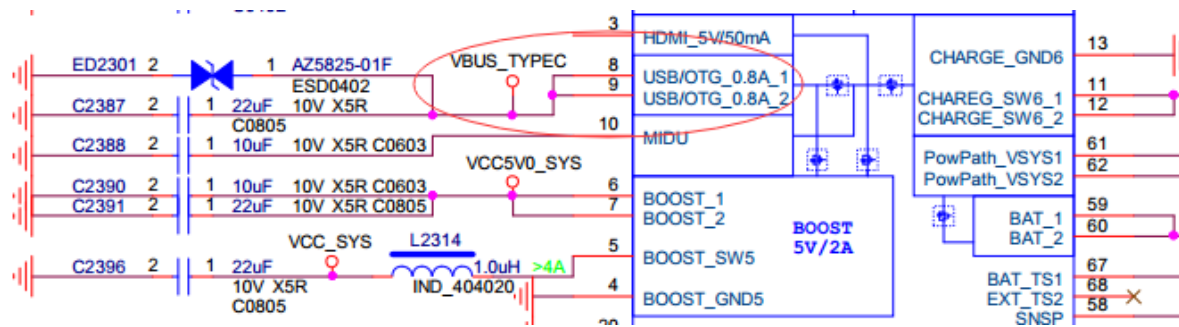 3 HDMI_5V/50mA
13 CHARGE_GND6
ED2301 2 1 AZ5825-01F
ESD0402
VBUS_TYPEC
8 USB/OTG_0.8A_1
9 USB/OTG_0.8A_2
11 CHAREG_SW6_1
12 CHARGE_SW6_2
C2387 2 1 22uF 10V X5R
C0805
10 MIDU
C2388 2 1 10uF 10V X5R C0603
VCC5V0_SYS
61 PowPath_VSYS1
62 PowPath_VSYS2
C2390 2 1 10uF 10V X5R C0603
C2391 2 1 22uF 10V X5R C0805
6 BOOST_1
7 BOOST_2
BOOST
5V/2A
59 BAT_1
60 BAT_2
VCC_SYS
L2314
5 BOOST_SW5
C2396 2 1 22uF
10V X5R
C0805
1.0uH >4A
IND_404020
4 BOOST_GND5
67 BAT_TS1
68 EXT_TS2
58 SNSP